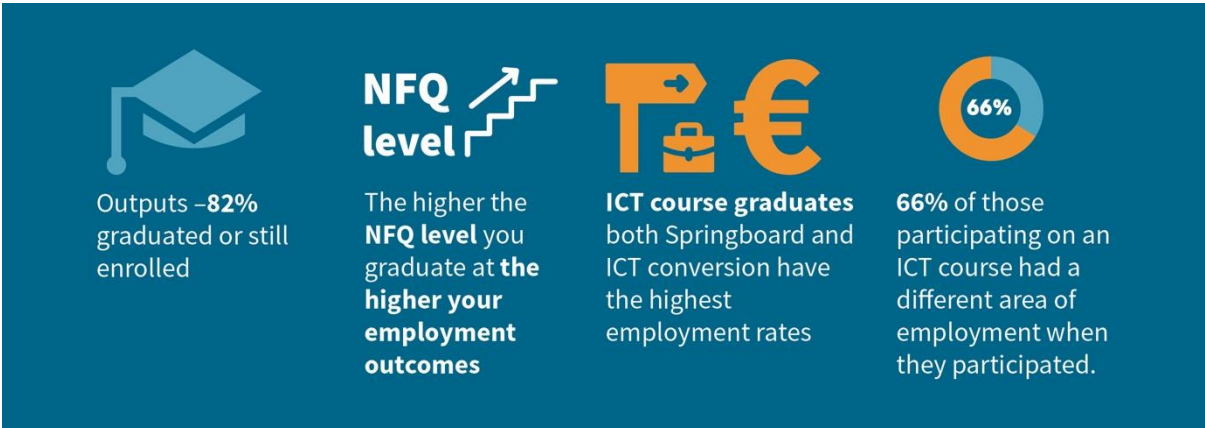 NFQ
level
66%
Outputs –82%
graduated or still
enrolled
The higher the
NFQ level you
graduate at the
higher your
employment
outcomes
ICT course graduates
both Springboard and
ICT conversion have
the highest
employment rates
66% of those
participating on an
ICT course had a
different area of
employment when
they participated.